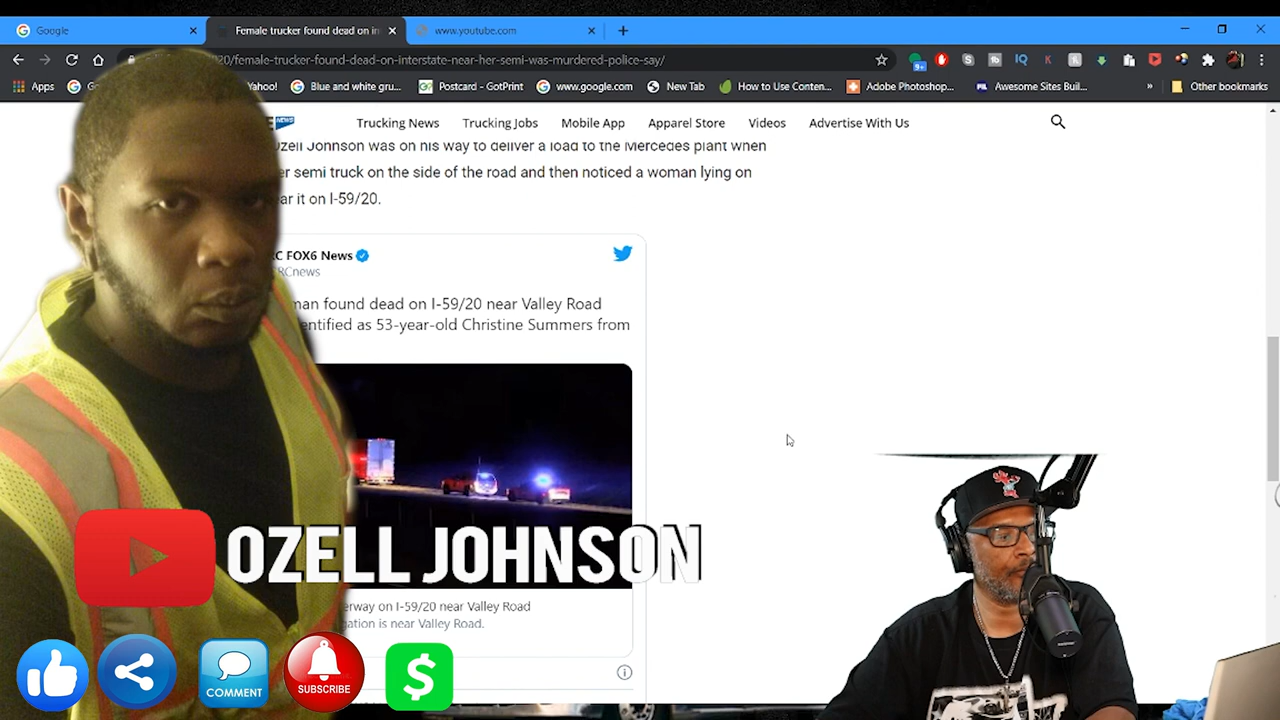 Google
Female trucker found dead on in
www.youtube.com
20/female-trucker-found-dead-on-interstate-near-her-semi-was-murdered-police-say/
9+
Apps
Yahoo!
Blue and white gru...
Postcard - GotPrint
www.google.com
New Tab
How to Use Conten...
Adobe Photoshop...
Awesome Sites Buil...
»
Other bookmarks
NEWS
Trucking News
Trucking Jobs
Mobile App
Apparel Store
Videos
Advertise With Us
Ozell Johnson was on his way to deliver a load to the Mercedes plant when
er semi truck on the side of the road and then noticed a woman lying on
ar it on I-59/20.
RC FOX6 News
RCnews
man found dead on I-59/20 near Valley Road
entified as 53-year-old Christine Summers from
OZELL JOHNSON
erway on I-59/20 near Valley Road
gation is near Valley Road.
COMMENT
SUBSCRIBE
$